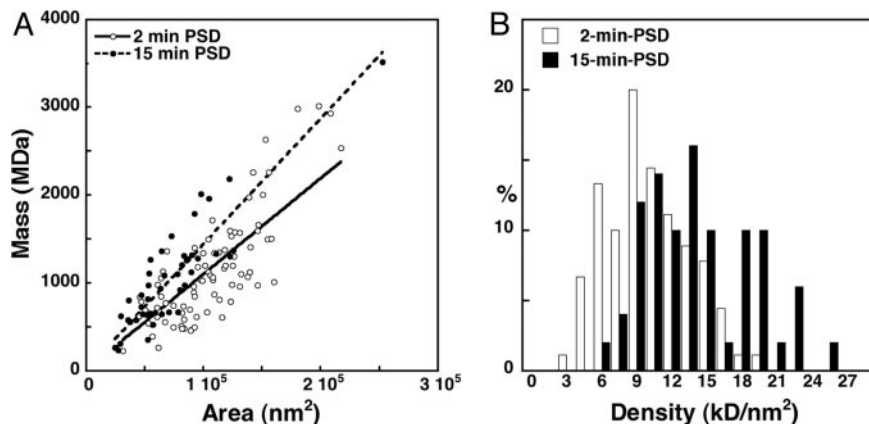 A
2 min PSD
15 min PSD
4000
3000
2000
1000
0
Mass (MDa)
0 1 10⁵ 2 10⁵ 3 10⁵
Area (nm²)
B
2-min-PSD
15-min-PSD
20
%
10
0
0 3 6 9 12 15 18 21 24 27
Density (kD/nm²)